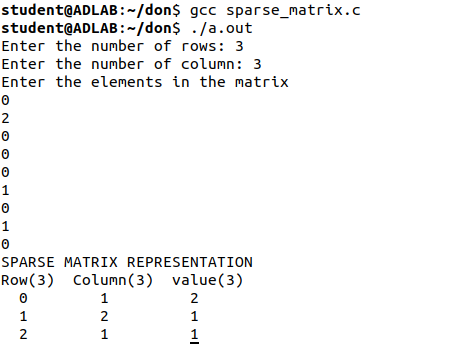 student@ADLAB:~/don$ gcc sparse_matrix.c
student@ADLAB:~/don$ ./a.out
Enter the number of rows: 3
Enter the number of column: 3
Enter the elements in the matrix
0
2
0
0
0
1
0
1
0
SPARSE MATRIX REPRESENTATION
Row(3)  Column(3)  value(3)
  0        1         2
  1        2         1
  2        1         1